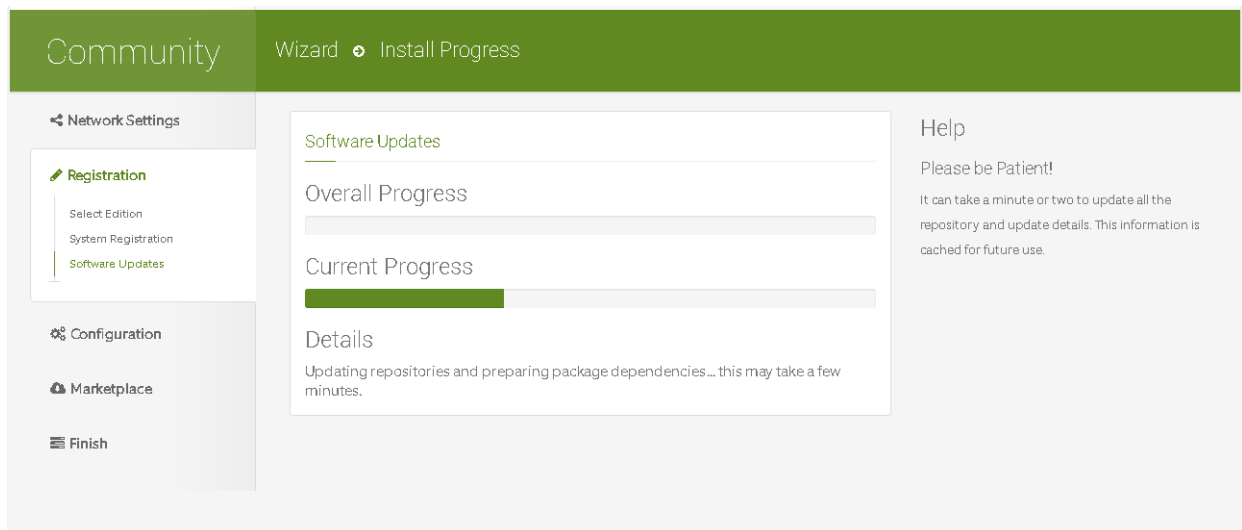 Community
Wizard Install Progress
Network Settings
Registration
Select Edition
System Registration
Software Updates
Configuration
Marketplace
Finish
Software Updates
Overall Progress
Current Progress
Details
Updating repositories and preparing package dependencies... this may take a few
minutes.
Help
Please be Patient!
It can take a minute or two to update all the
repository and update details. This information is
cached for future use.